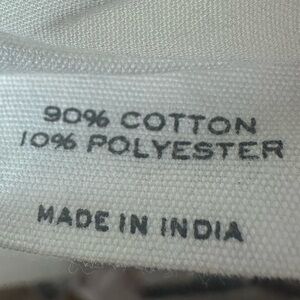 90% COTTON
10% POLYESTER
MADE IN INDIA